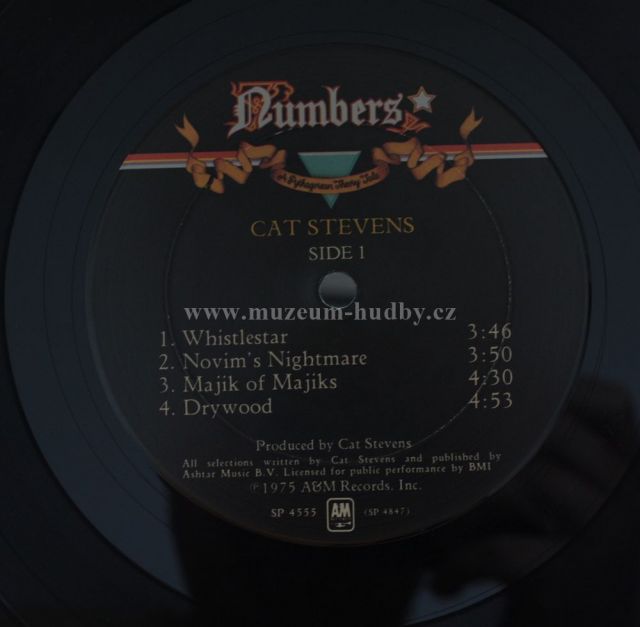 Numbers
A Pythagorean Theory Tale
CAT STEVENS
SIDE 1
www.muzeum-hudby.cz
1. Whistlestar 3:46
2. Novim's Nightmare 3:50
3. Majik of Majiks 4:30
4. Drywood 4:53
Produced by Cat Stevens
All selections written by Cat Stevens and published by
Ashtar Music B.V. Licensed for public performance by BMI
℗1975 A&M Records, Inc.
SP 4555 AM (SP 4847)